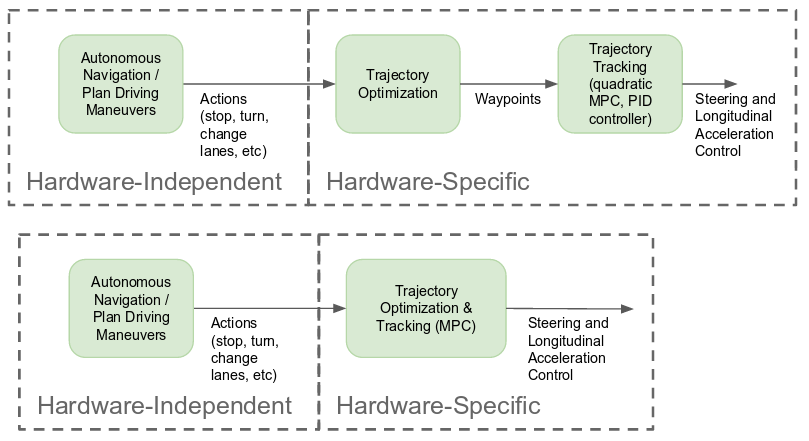 Autonomous
Navigation /
Plan Driving
Maneuvers
Actions
(stop, turn,
change
lanes, etc)
Hardware-Independent
Trajectory
Optimization
Waypoints
Trajectory
Tracking
(quadratic
MPC, PID
controller)
Steering and
Longitudinal
Acceleration
Control
Hardware-Specific
Autonomous
Navigation /
Plan Driving
Maneuvers
Actions
(stop, turn,
change
lanes, etc)
Hardware-Independent
Trajectory
Optimization &
Tracking (MPC)
Steering and
Longitudinal
Acceleration
Control
Hardware-Specific